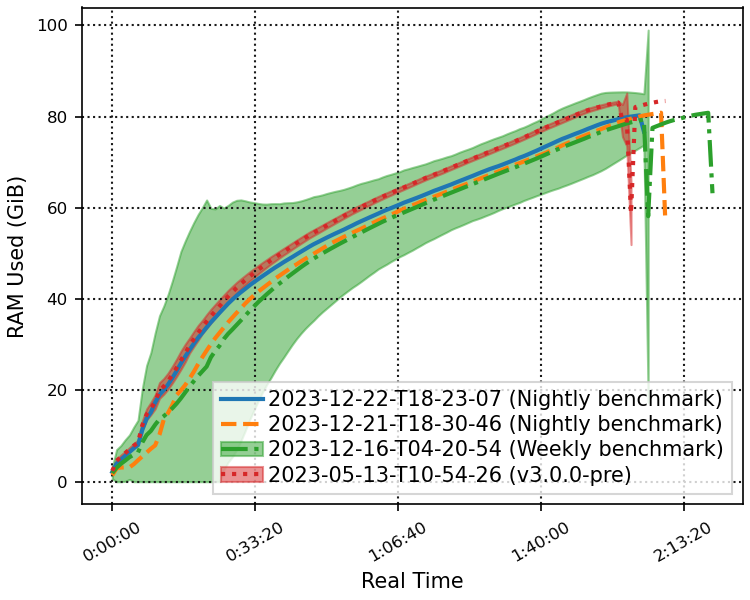 100
80
60
40
20
0
RAM Used (GiB)
2023-12-22-T18-23-07 (Nightly benchmark)
2023-12-21-T18-30-46 (Nightly benchmark)
2023-12-16-T04-20-54 (Weekly benchmark)
2023-05-13-T10-54-26 (v3.0.0-pre)
0:00:00
0:33:20
1:06:40
1:40:00
2:13:20
Real Time